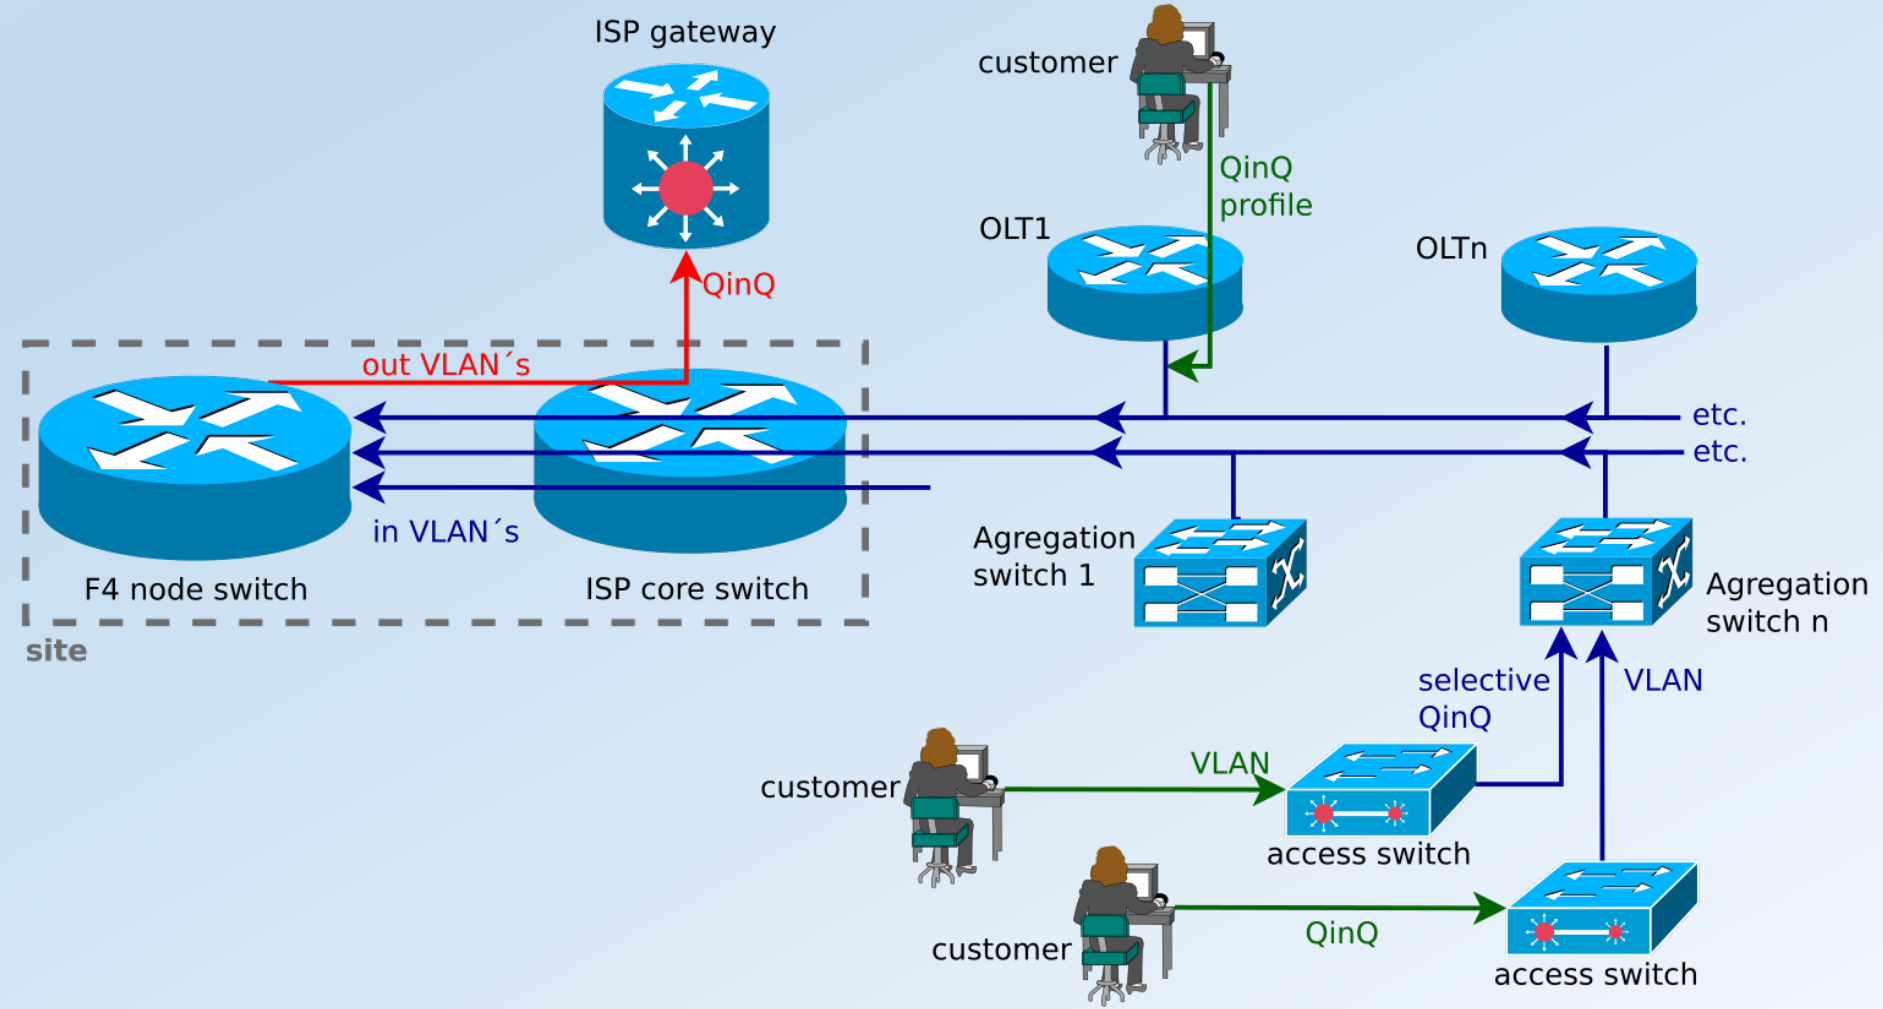 ISP gateway
customer
QinQ
profile
OLT1
OLTn
QinQ
out VLAN´s
etc.
etc.
in VLAN´s
F4 node switch
ISP core switch
site
Agregation
switch 1
Agregation
switch n
selective
QinQ
VLAN
customer
VLAN
access switch
customer
QinQ
access switch